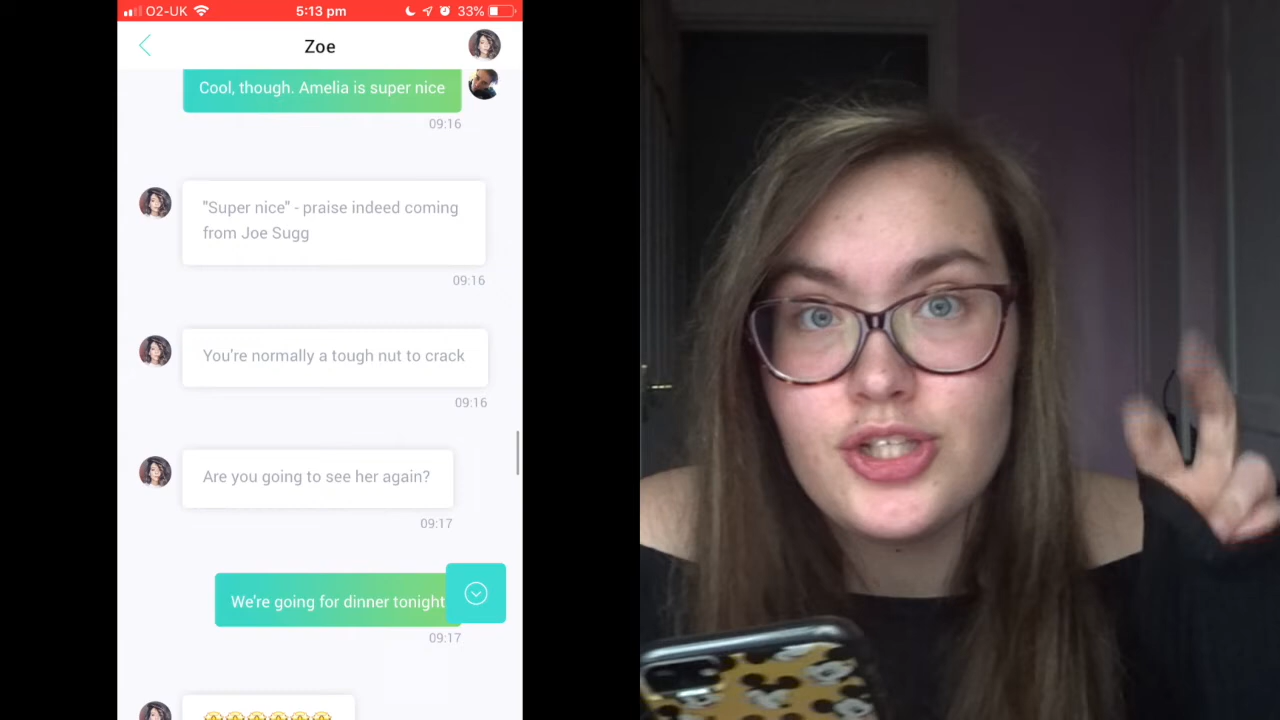 O2-UK
5:13 pm
33%
Zoe
Cool, though. Amelia is super nice
09:16
"Super nice" - praise indeed coming
from Joe Sugg
09:16
You're normally a tough nut to crack
09:16
Are you going to see her again?
09:17
We're going for dinner tonight
09:17